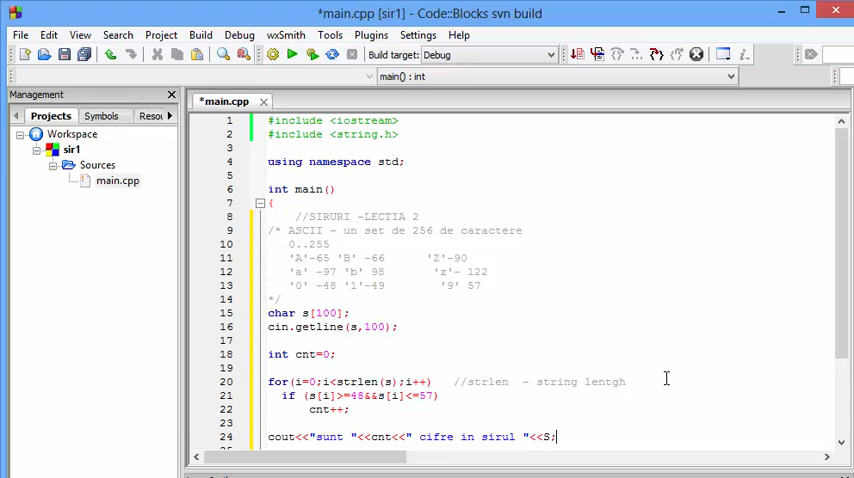 *main.cpp [sir1] - Code::Blocks svn build
File Edit View Search Project Build Debug wxSmith Tools Plugins Settings Help
Build target: Debug
main() : int
Management
Projects Symbols Resou
*main.cpp
Workspace
sir1
Sources
main.cpp
1 #include <iostream>
2 #include <string.h>
3
4 using namespace std;
5
6 int main()
7 {
8 //SIRURI -LECTIA 2
9 /* ASCII - un set de 256 de caractere
10 0..255
11 'A'-65 'B' -66 'Z'-90
12 'a' -97 'b' 98 'z'- 122
13 '0' -48 '1'-49 '9' 57
14 */
15 char s[100];
16 cin.getline(s,100);
17
18 int cnt=0;
19
20 for(i=0;i<strlen(s);i++) //strlen - string lentgh
21 if (s[i]>=48&&s[i]<=57)
22 cnt++;
23
24 cout<<"sunt "<<cnt<<" cifre in sirul "<<S;